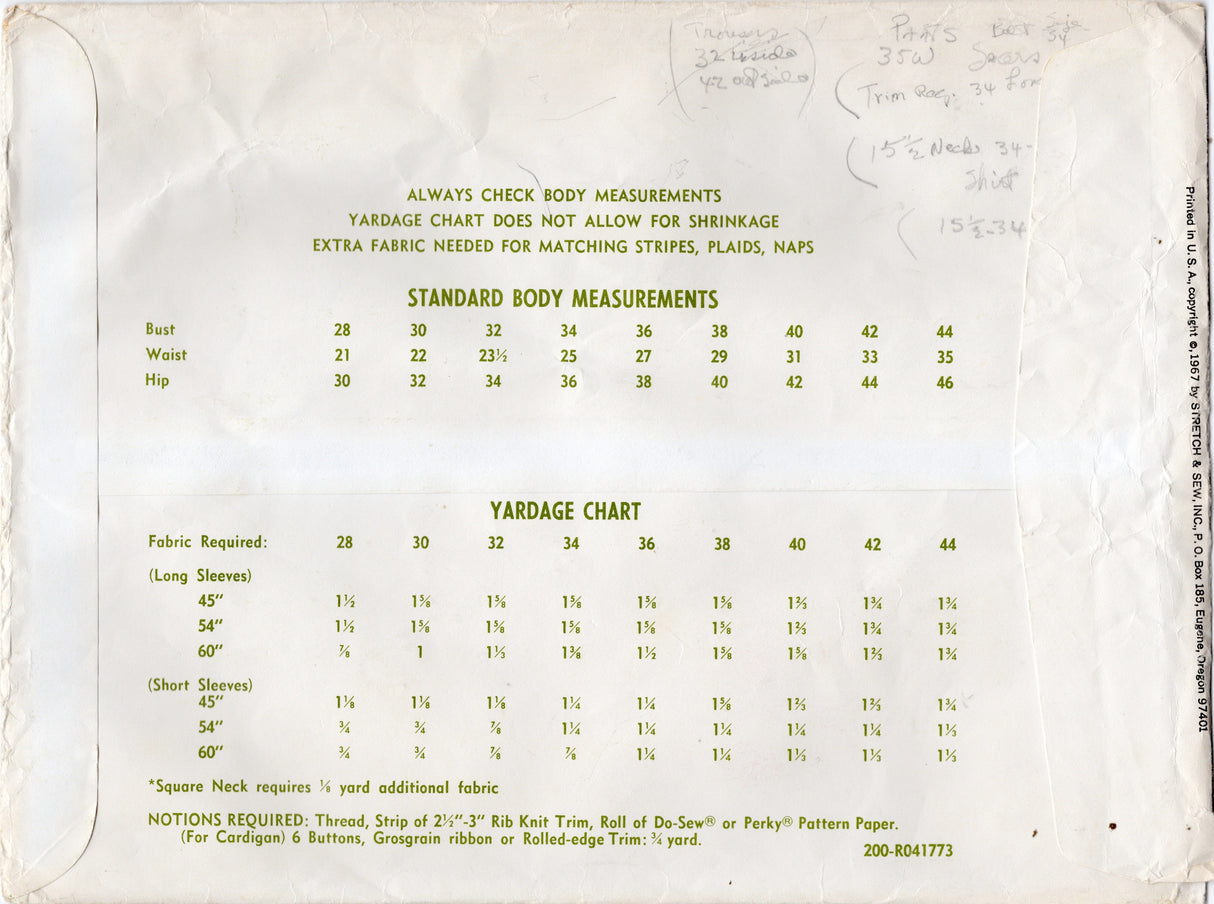 Trousers
32 inside
42 outside
PANTS Belt Size 34
35W Sears
(Trim Reg. 34
(15 1/2 Neck 34-
Shirt
(15 1/2-34
ALWAYS CHECK BODY MEASUREMENTS
YARDAGE CHART DOES NOT ALLOW FOR SHRINKAGE
EXTRA FABRIC NEEDED FOR MATCHING STRIPES, PLAIDS, NAPS
STANDARD BODY MEASUREMENTS
Bust 28 30 32 34 36 38 40 42 44
Waist 21 22 23½ 25 27 29 31 33 35
Hip 30 32 34 36 38 40 42 44 46
YARDAGE CHART
Fabric Required: 28 30 32 34 36 38 40 42 44
(Long Sleeves)
45" 1½ 1⅝ 1⅝ 1⅝ 1⅝ 1⅝ 1⅔ 1¾ 1¾
54" 1½ 1⅝ 1⅝ 1⅝ 1⅝ 1⅝ 1⅔ 1¾ 1¾
60" ⅞ 1 1⅓ 1⅜ 1½ 1⅝ 1⅝ 1⅔ 1¾
(Short Sleeves)
45" 1⅛ 1⅛ 1⅛ 1¼ 1¼ 1⅝ 1⅔ 1⅔ 1¾
54" ¾ ¾ ⅞ 1¼ 1¼ 1¼ 1¼ 1¼ 1⅓
60" ¾ ¾ ⅞ ⅞ 1¼ 1¼ 1⅓ 1⅓ 1⅓
*Square Neck requires ⅛ yard additional fabric
NOTIONS REQUIRED: Thread, Strip of 2½"-3" Rib Knit Trim, Roll of Do-Sew® or Perky® Pattern Paper.
(For Cardigan) 6 Buttons, Grosgrain ribbon or Rolled-edge Trim: ¾ yard.
200-R041773
Printed in U. S. A., copyright ©, 1967 by STRETCH & SEW, INC., P. O. Box 185, Eugene, Oregon 97401